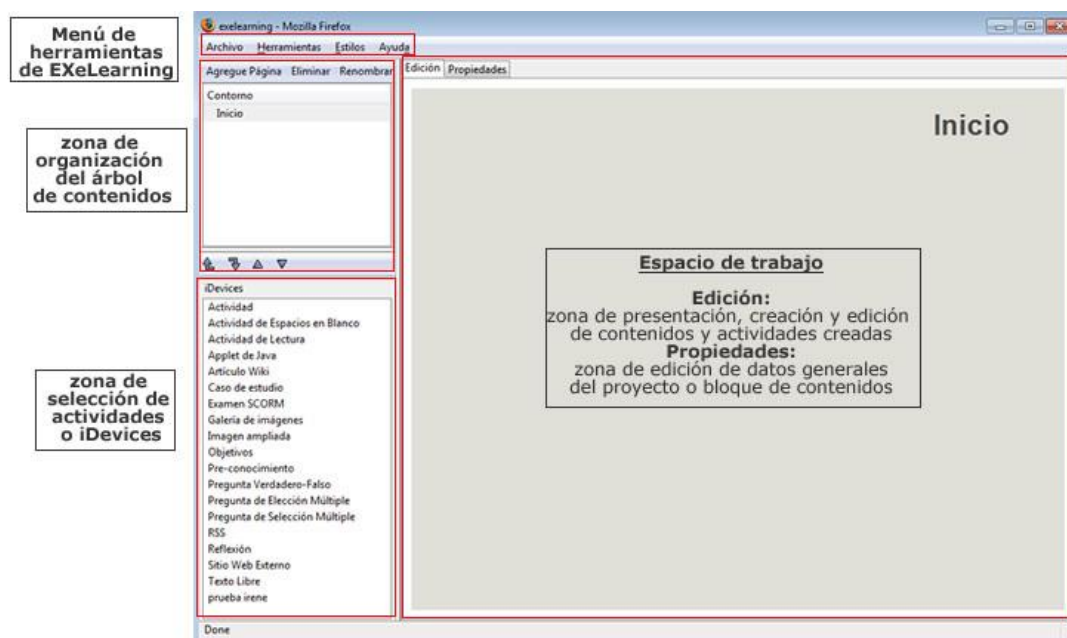 Menú de
herramientas
de EXeLearning
zona de
organización
del árbol
de contenidos
zona de
selección de
actividades
o iDevices
exelearning - Mozilla Firefox
Archivo Herramientas Estilos Ayuda
Agregue Página Eliminar Renombrar
Contorno
Inicio
iDevices
Actividad
Actividad de Espacios en Blanco
Actividad de Lectura
Applet de Java
Artículo Wiki
Caso de estudio
Examen SCORM
Galería de imágenes
Imagen ampliada
Objetivos
Pre-conocimiento
Pregunta Verdadero-Falso
Pregunta de Elección Múltiple
Pregunta de Selección Múltiple
RSS
Reflexión
Sitio Web Externo
Texto Libre
prueba irene
Done
Edición Propiedades
Inicio
Espacio de trabajo
Edición:
zona de presentación, creación y edición
de contenidos y actividades creadas
Propiedades:
zona de edición de datos generales
del proyecto o bloque de contenidos